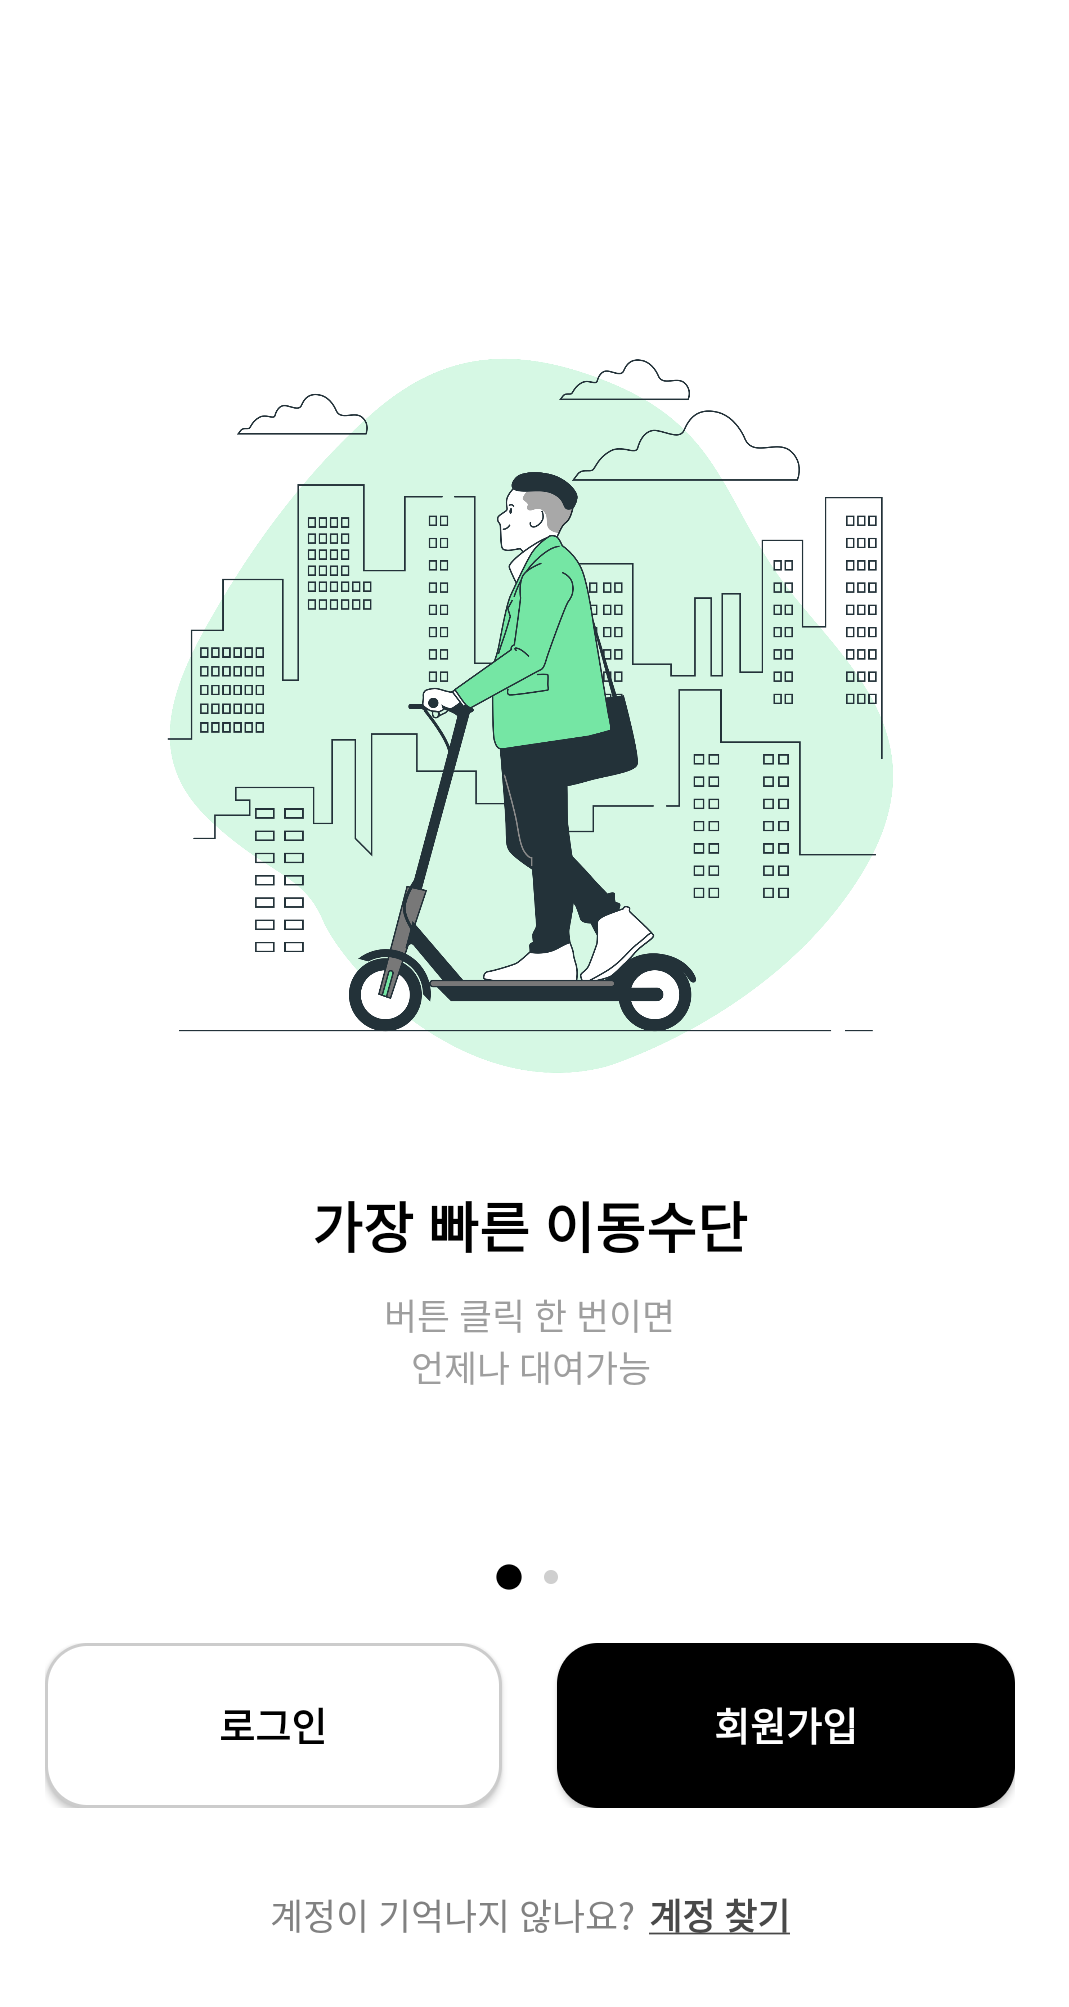 가장 빠른 이동수단
버튼 클릭 한 번이면
언제나 대여가능
로그인
회원가입
계정이 기억나지 않나요? 계정 찾기